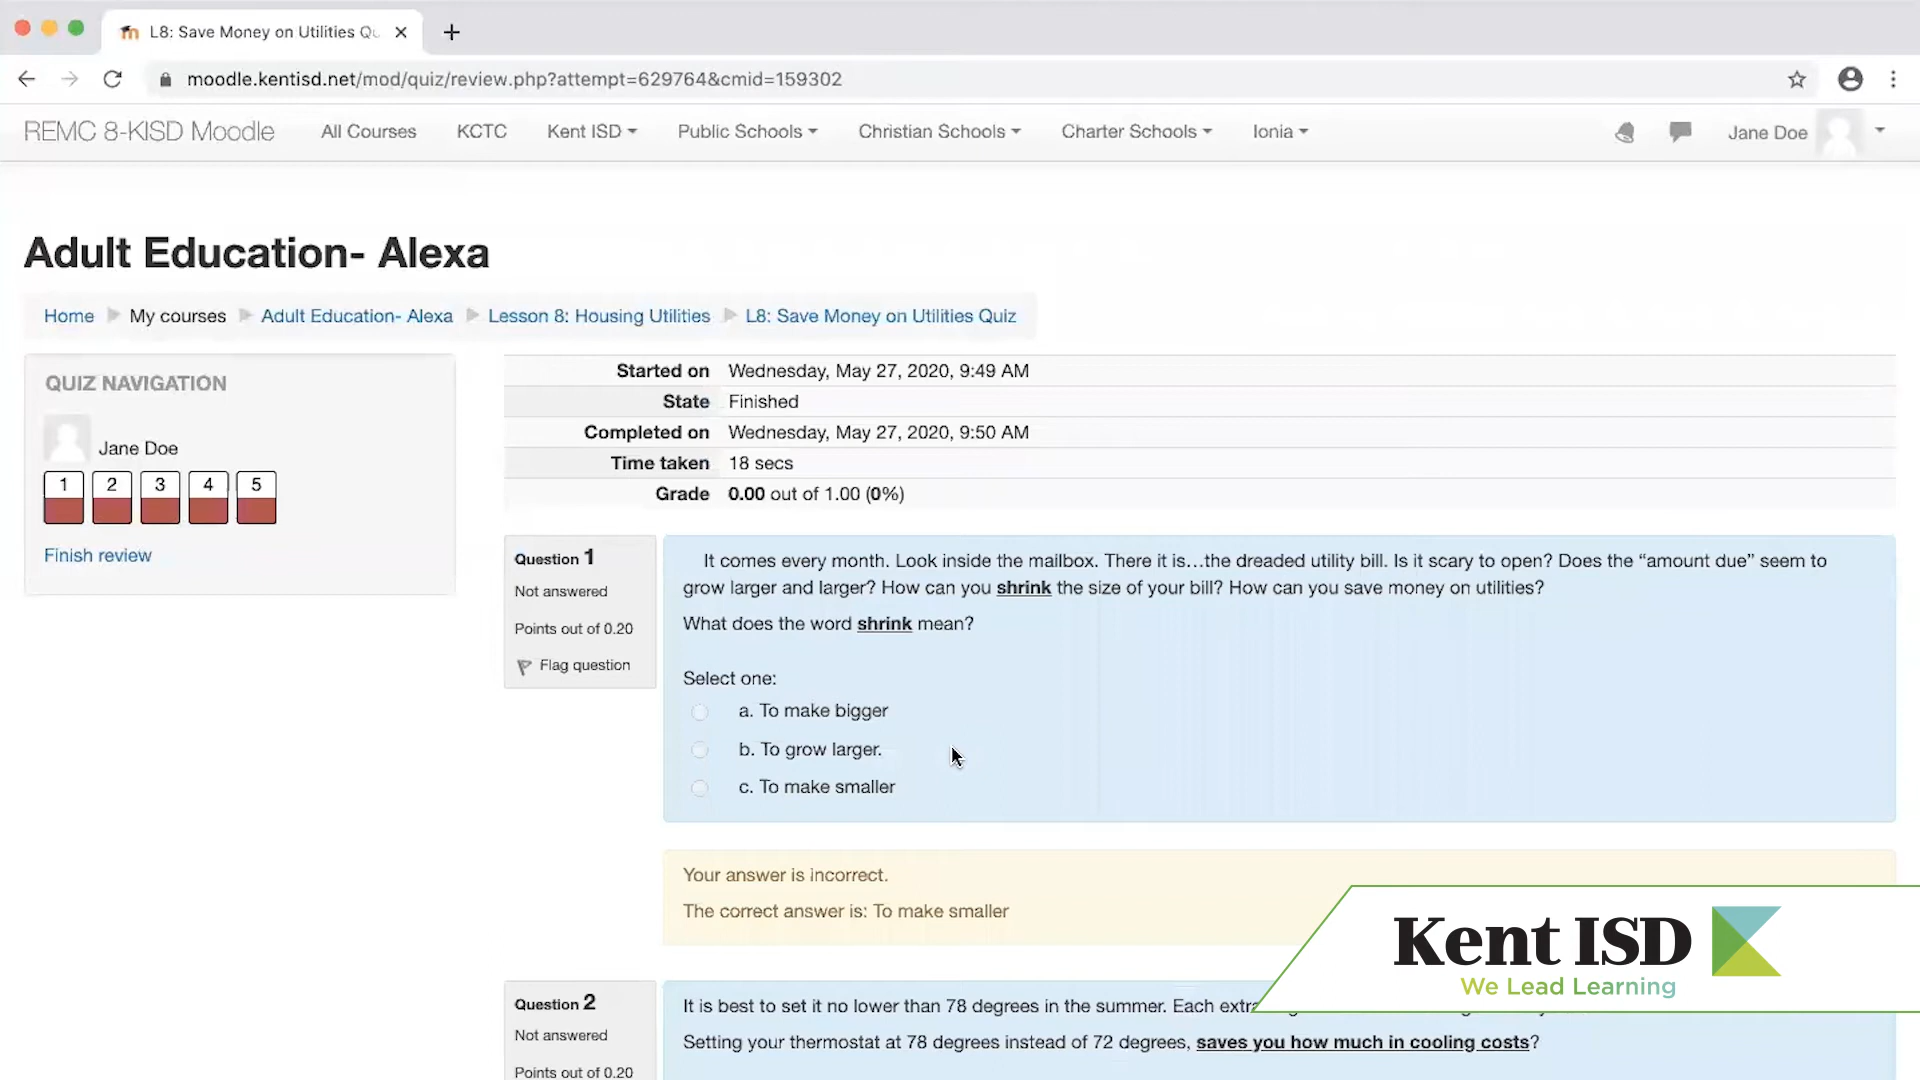 L8: Save Money on Utilities Qu
moodle.kentisd.net/mod/quiz/review.php?attempt=629764&cmid=159302
REMC 8-KISD Moodle All Courses KCTC Kent ISD Public Schools Christian Schools Charter Schools Ionia Jane Doe
Adult Education- Alexa
Home My courses Adult Education- Alexa Lesson 8: Housing Utilities L8: Save Money on Utilities Quiz
QUIZ NAVIGATION
Jane Doe
1 2 3 4 5
Finish review
Started on Wednesday, May 27, 2020, 9:49 AM
State Finished
Completed on Wednesday, May 27, 2020, 9:50 AM
Time taken 18 secs
Grade 0.00 out of 1.00 (0%)
Question 1
Not answered
Points out of 0.20
Flag question
It comes every month. Look inside the mailbox. There it is…the dreaded utility bill. Is it scary to open? Does the “amount due” seem to
grow larger and larger? How can you shrink the size of your bill? How can you save money on utilities?
What does the word shrink mean?
Select one:
a. To make bigger
b. To grow larger.
c. To make smaller
Your answer is incorrect.
The correct answer is: To make smaller
Kent ISD
We Lead Learning
Question 2
Not answered
Points out of 0.20
It is best to set it no lower than 78 degrees in the summer. Each
Setting your thermostat at 78 degrees instead of 72 degrees, saves you how much in cooling costs?